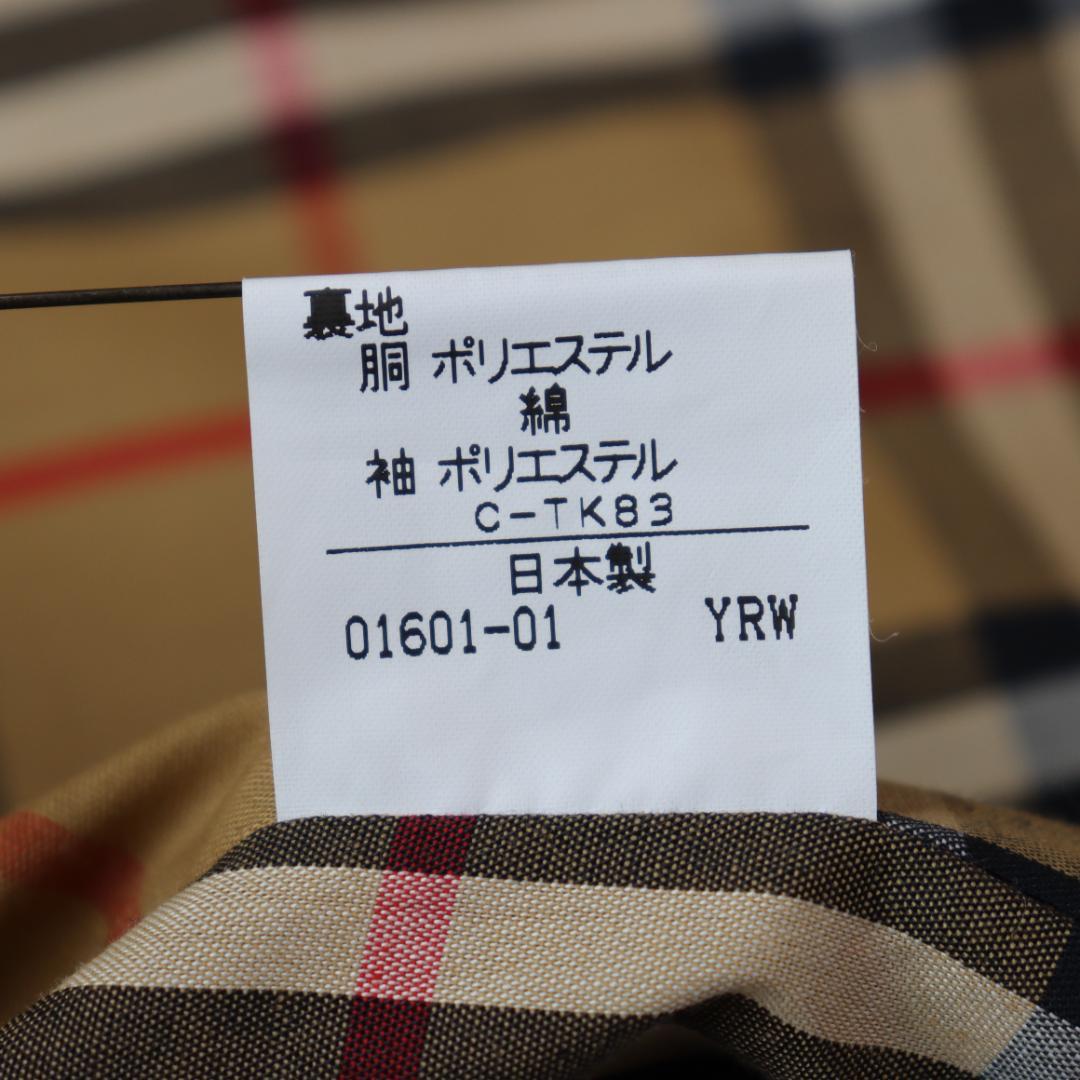 裏地
胴 ポリエステル
綿
袖 ポリエステル
C-TK83
日本製
01601-01 YRW